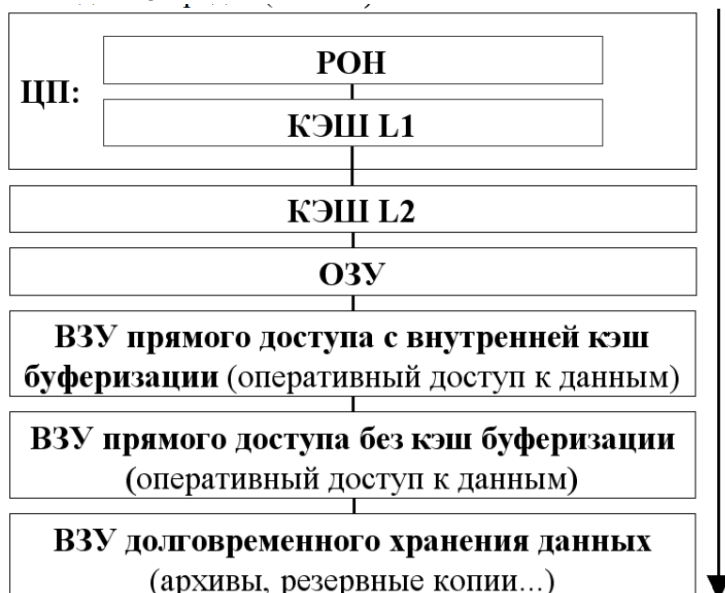 РОН
ЦП:
КЭШ L1
КЭШ L2
ОЗУ
ВЗУ прямого доступа с внутренней кэш
буферизации (оперативный доступ к данным)
ВЗУ прямого доступа без кэш буферизации
(оперативный доступ к данным)
ВЗУ долговременного хранения данных
(архивы, резервные копии...)